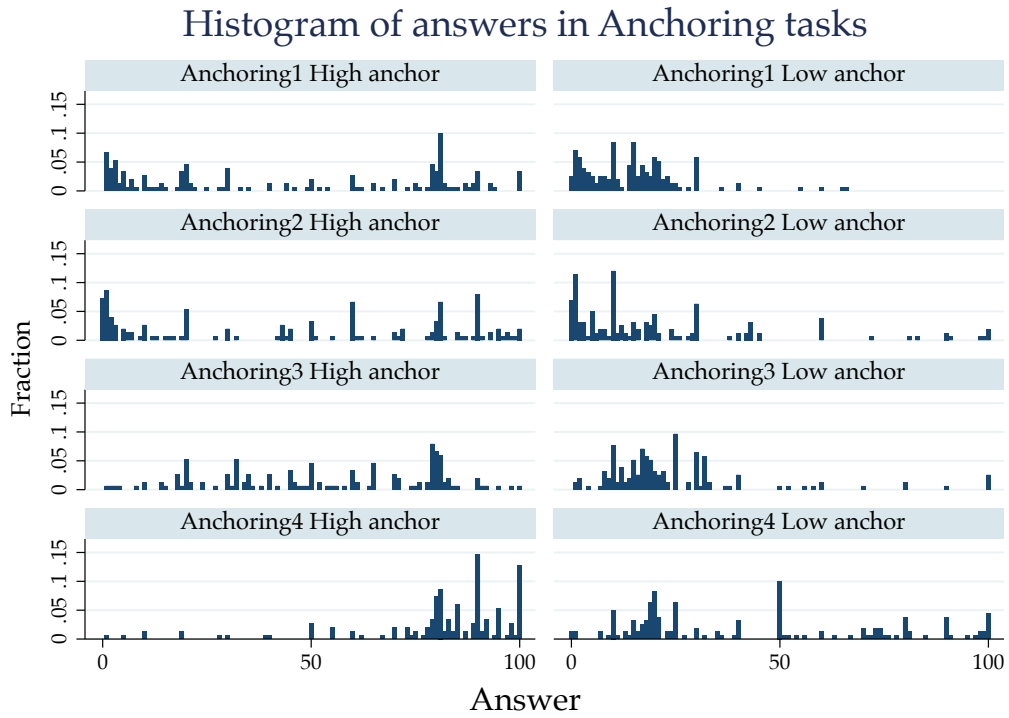 Histogram of answers in Anchoring tasks
Anchoring1 High anchor
Anchoring1 Low anchor
0 .05 .1 .15
Anchoring2 High anchor
Anchoring2 Low anchor
0 .05 .1 .15
Anchoring3 High anchor
Anchoring3 Low anchor
0 .05 .1 .15
Anchoring4 High anchor
Anchoring4 Low anchor
0 .05 .1 .15
Fraction
0 50 100
0 50 100
Answer